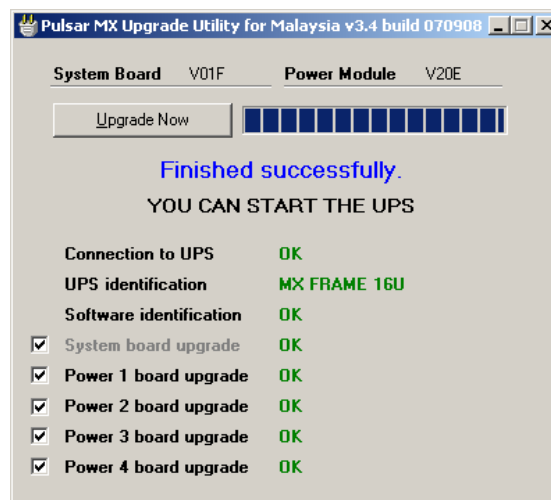 Pulsar MX Upgrade Utility for Malaysia v3.4 build 070908
System Board V01F Power Module V20E
Upgrade Now
Finished successfully.
YOU CAN START THE UPS
Connection to UPS OK
UPS identification MX FRAME 16U
Software identification OK
System board upgrade OK
Power 1 board upgrade OK
Power 2 board upgrade OK
Power 3 board upgrade OK
Power 4 board upgrade OK